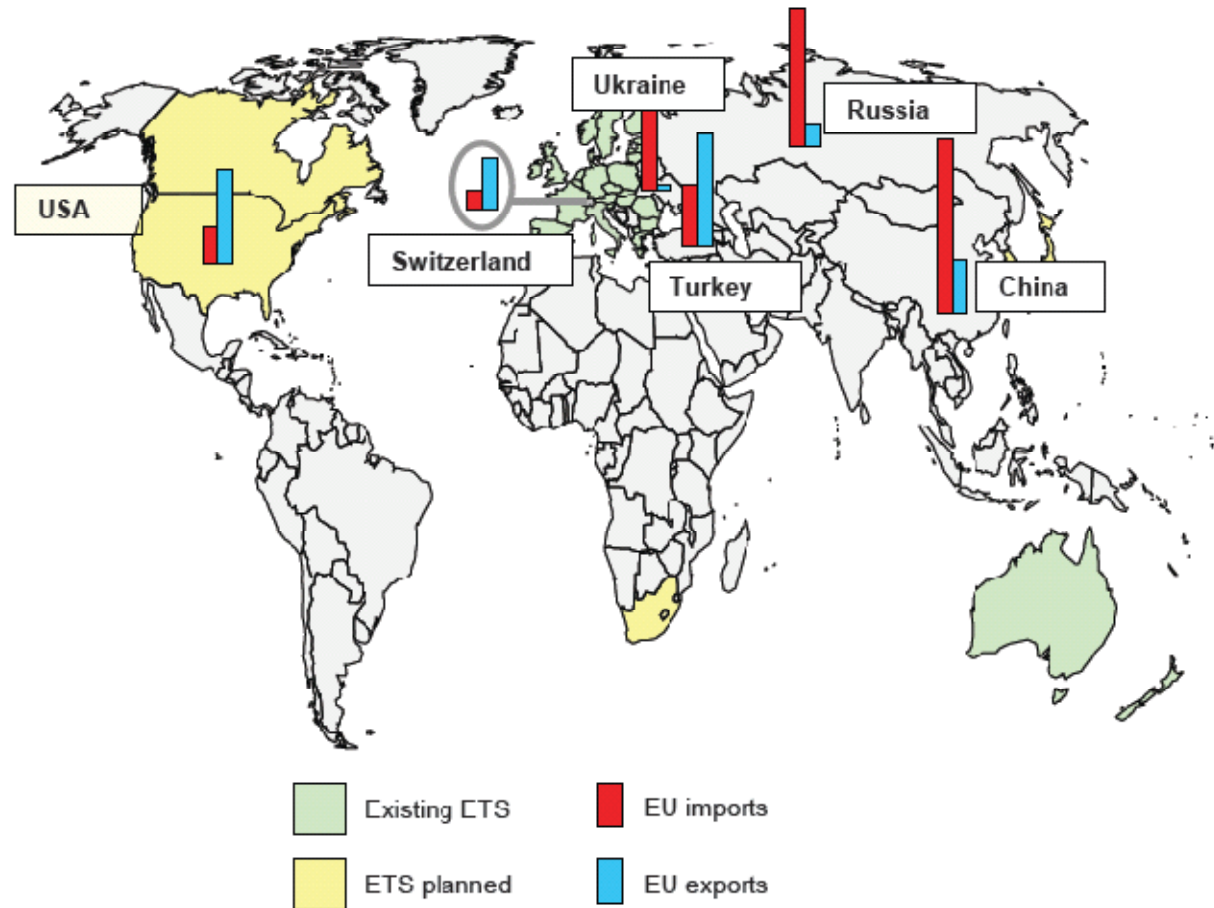 Ukraine
Russia
USA
Switzerland
Turkey
China
Existing ETS
EU imports
ETS planned
EU exports